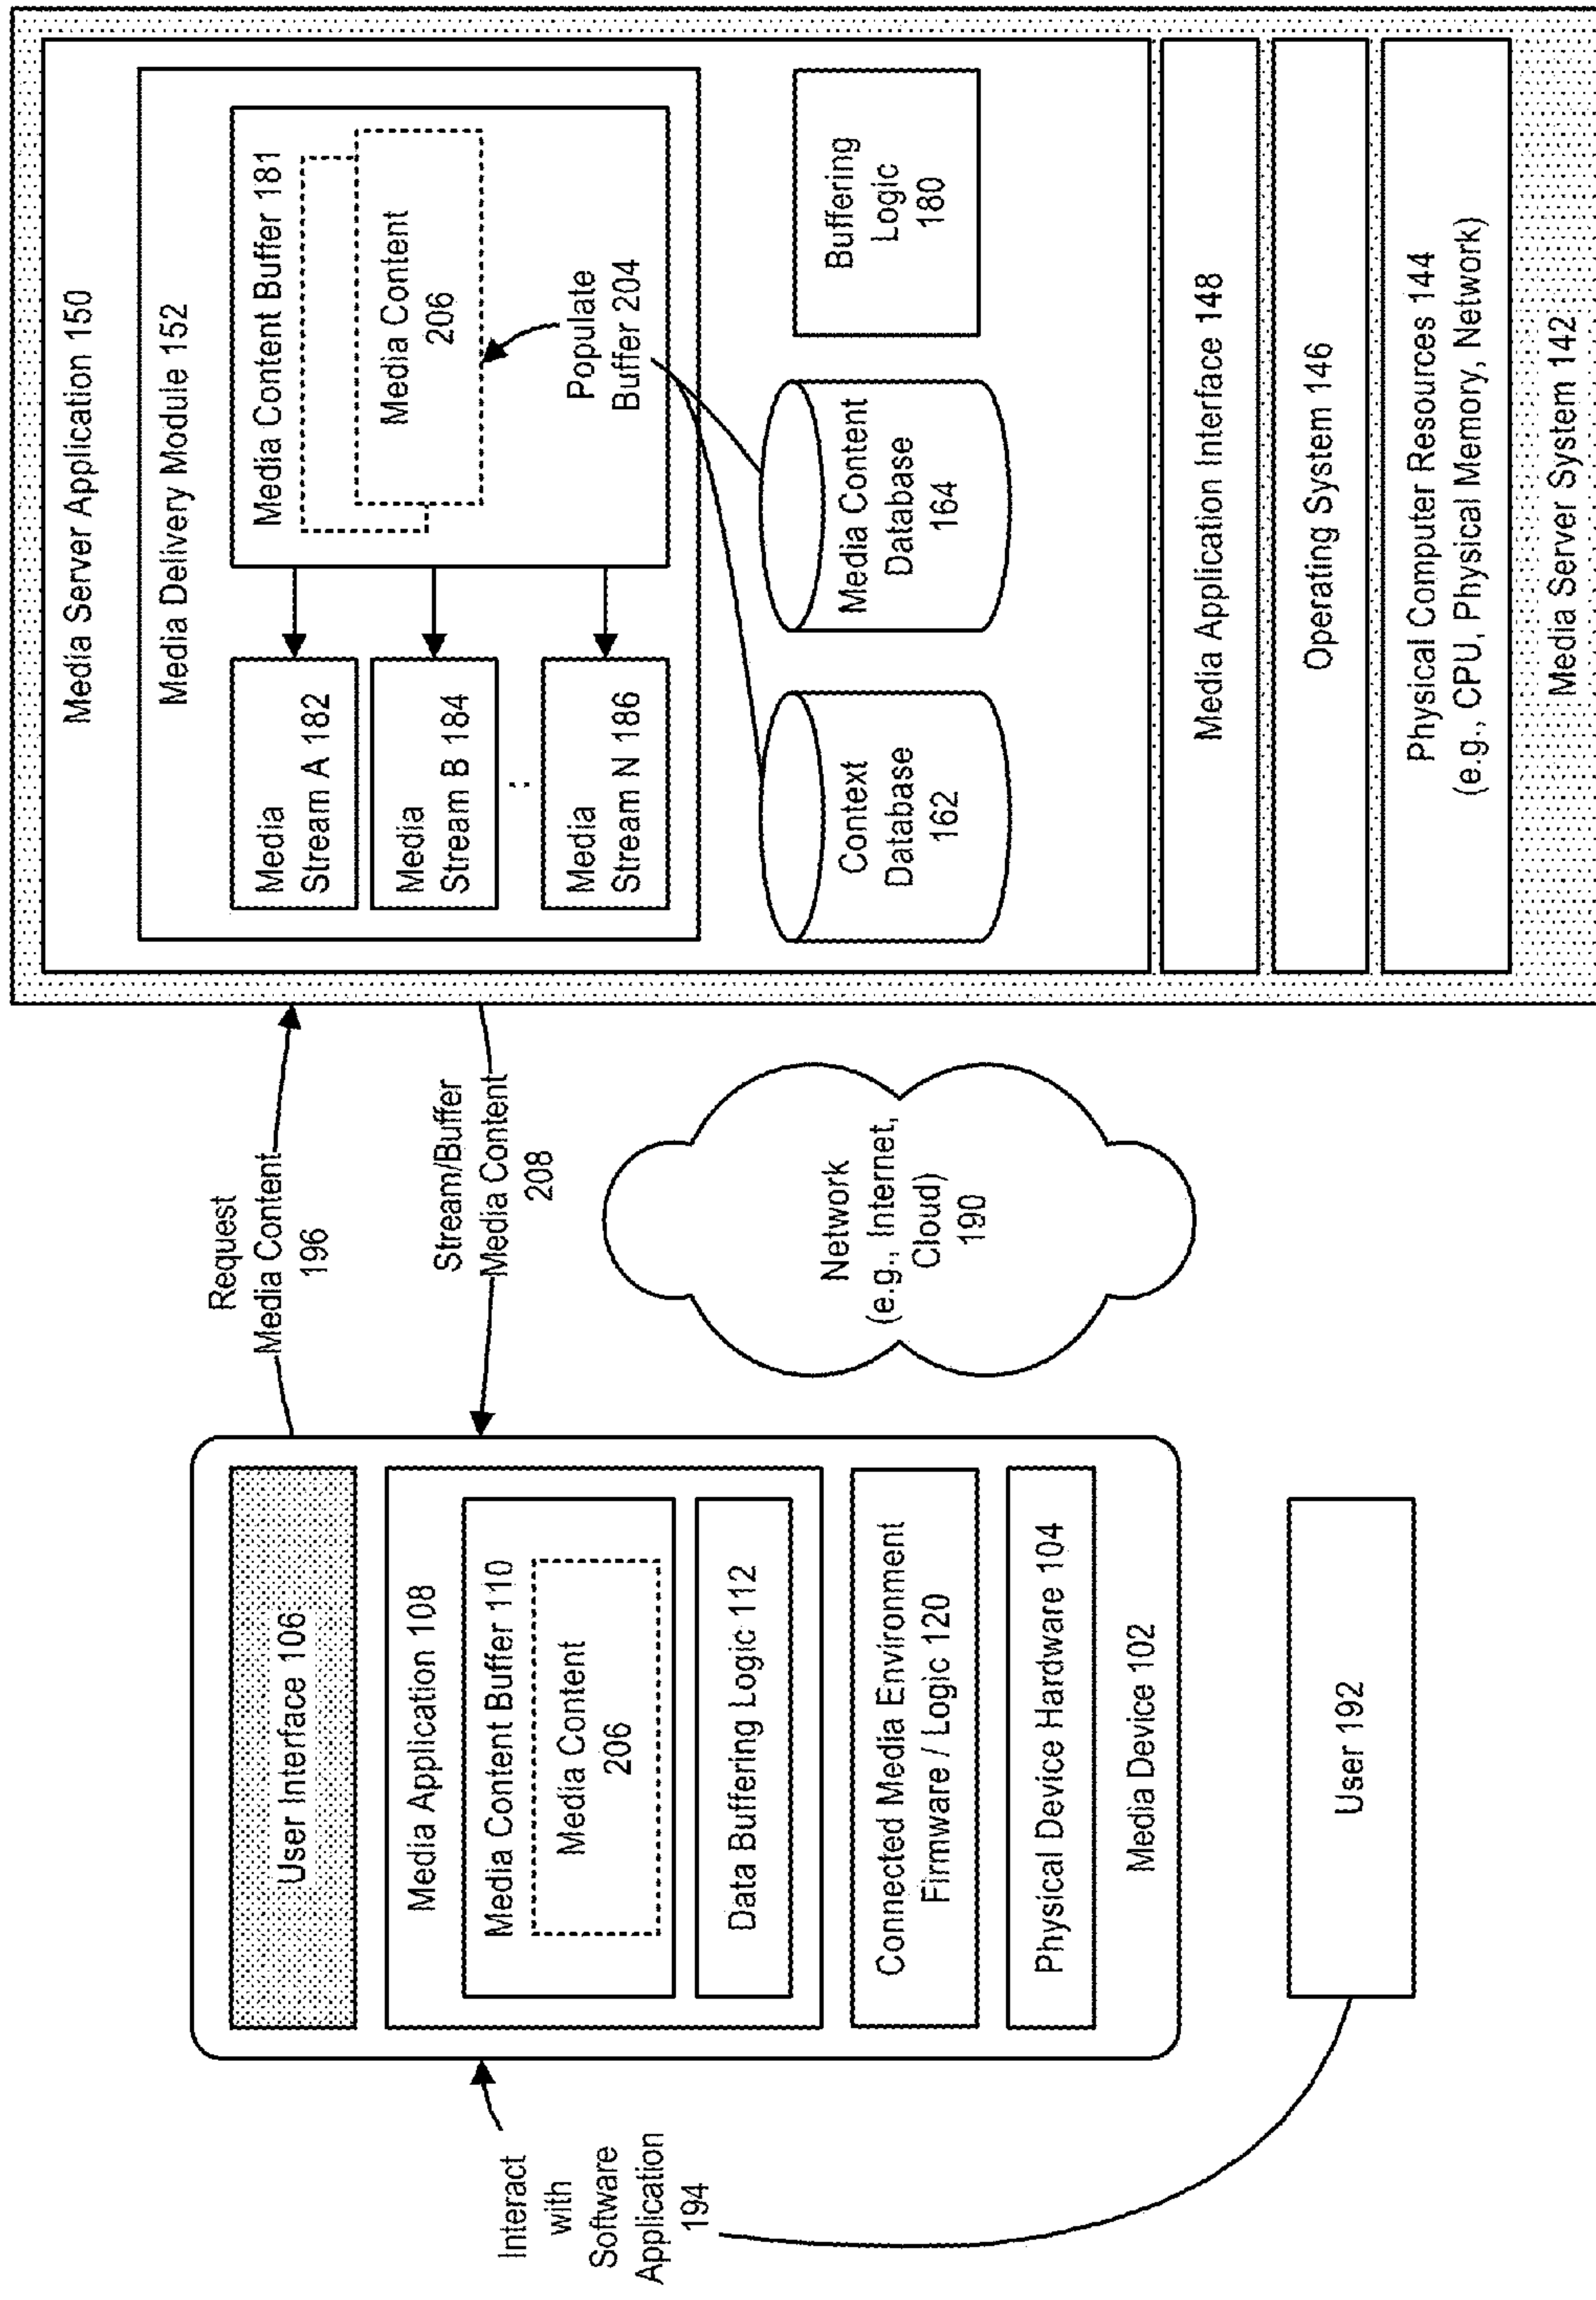 User Interface 106
Media Application 108
Media Content Buffer 110
Media Content
206
Data Buffering Logic 112
Connected Media Environment
Firmware / Logic 120
Physical Device Hardware 104
Media Device 102
Interact
with
Software
Application
194
User 192
Request
Media Content
196
Stream/Buffer
Media Content
208
Network
(e.g., Internet,
Cloud)
190
Media Server Application 150
Media Delivery Module 152
Media
Stream A 182
Media
Stream B 184
:
Media
Stream N 186
Media Content Buffer 181
Media Content
206
Populate
Buffer 204
Context
Database
162
Media Content
Database
164
Buffering
Logic
180
Media Application Interface 148
Operating System 146
Physical Computer Resources 144
(e.g., CPU, Physical Memory, Network)
Media Server System 142